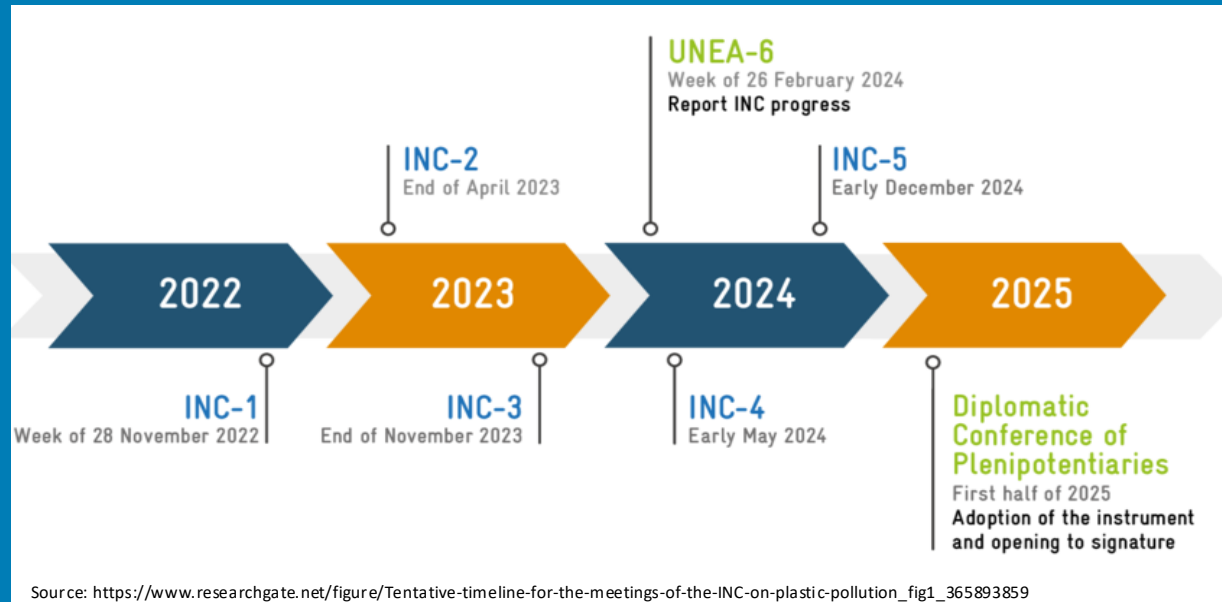 UNEA-6
Week of 26 February 2024
Report INC progress
INC-2
End of April 2023
INC-5
Early December 2024
2022
2023
2024
2025
INC-1
Week of 28 November 2022
INC-3
End of November 2023
INC-4
Early May 2024
Diplomatic
Conference of
Plenipotentiaries
First half of 2025
Adoption of the instrument
and opening to signature
Source: https://www.researchgate.net/figure/Tentative-timeline-for-the-meetings-of-the-INC-on-plastic-pollution_fig1_365893859